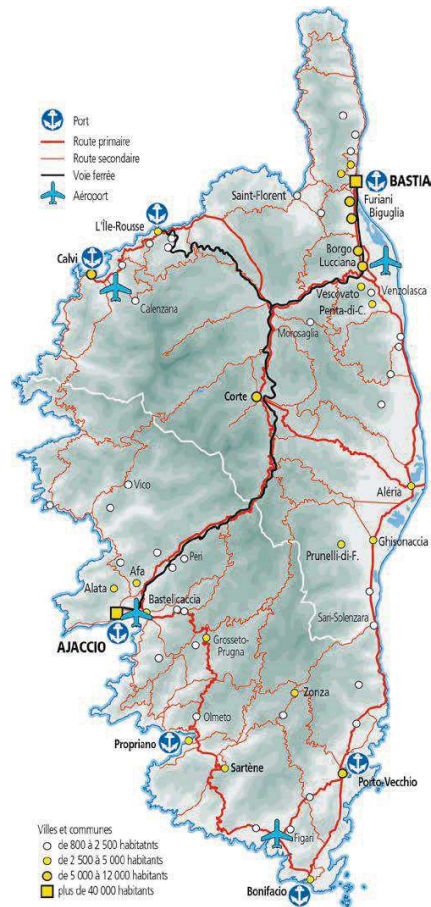 Port
Route primaire
Route secondaire
Voie ferrée
Aéroport
BASTIA
Furiani
Biguglia
Saint-Florent
L'Île-Rousse
Borgo
Lucciana
Calvi
Vescovato
Venzolasca
Penta-di-C.
Calenzana
Morosaglia
Corte
Vico
Aléria
Ghisonaccia
Prunelli-di-F.
Peri
Afa
Alata
Bastelicaccia
Sari-Solenzara
AJACCIO
Grosseto-
Prugna
Zonza
Olmeto
Propriano
Sartène
Porto-Vecchio
Figari
Bonifacio
Villes et communes
de 800 à 2 500 habitatnts
de 2 500 à 5 000 habitants
de 5 000 à 12 000 habitants
plus de 40 000 habitants